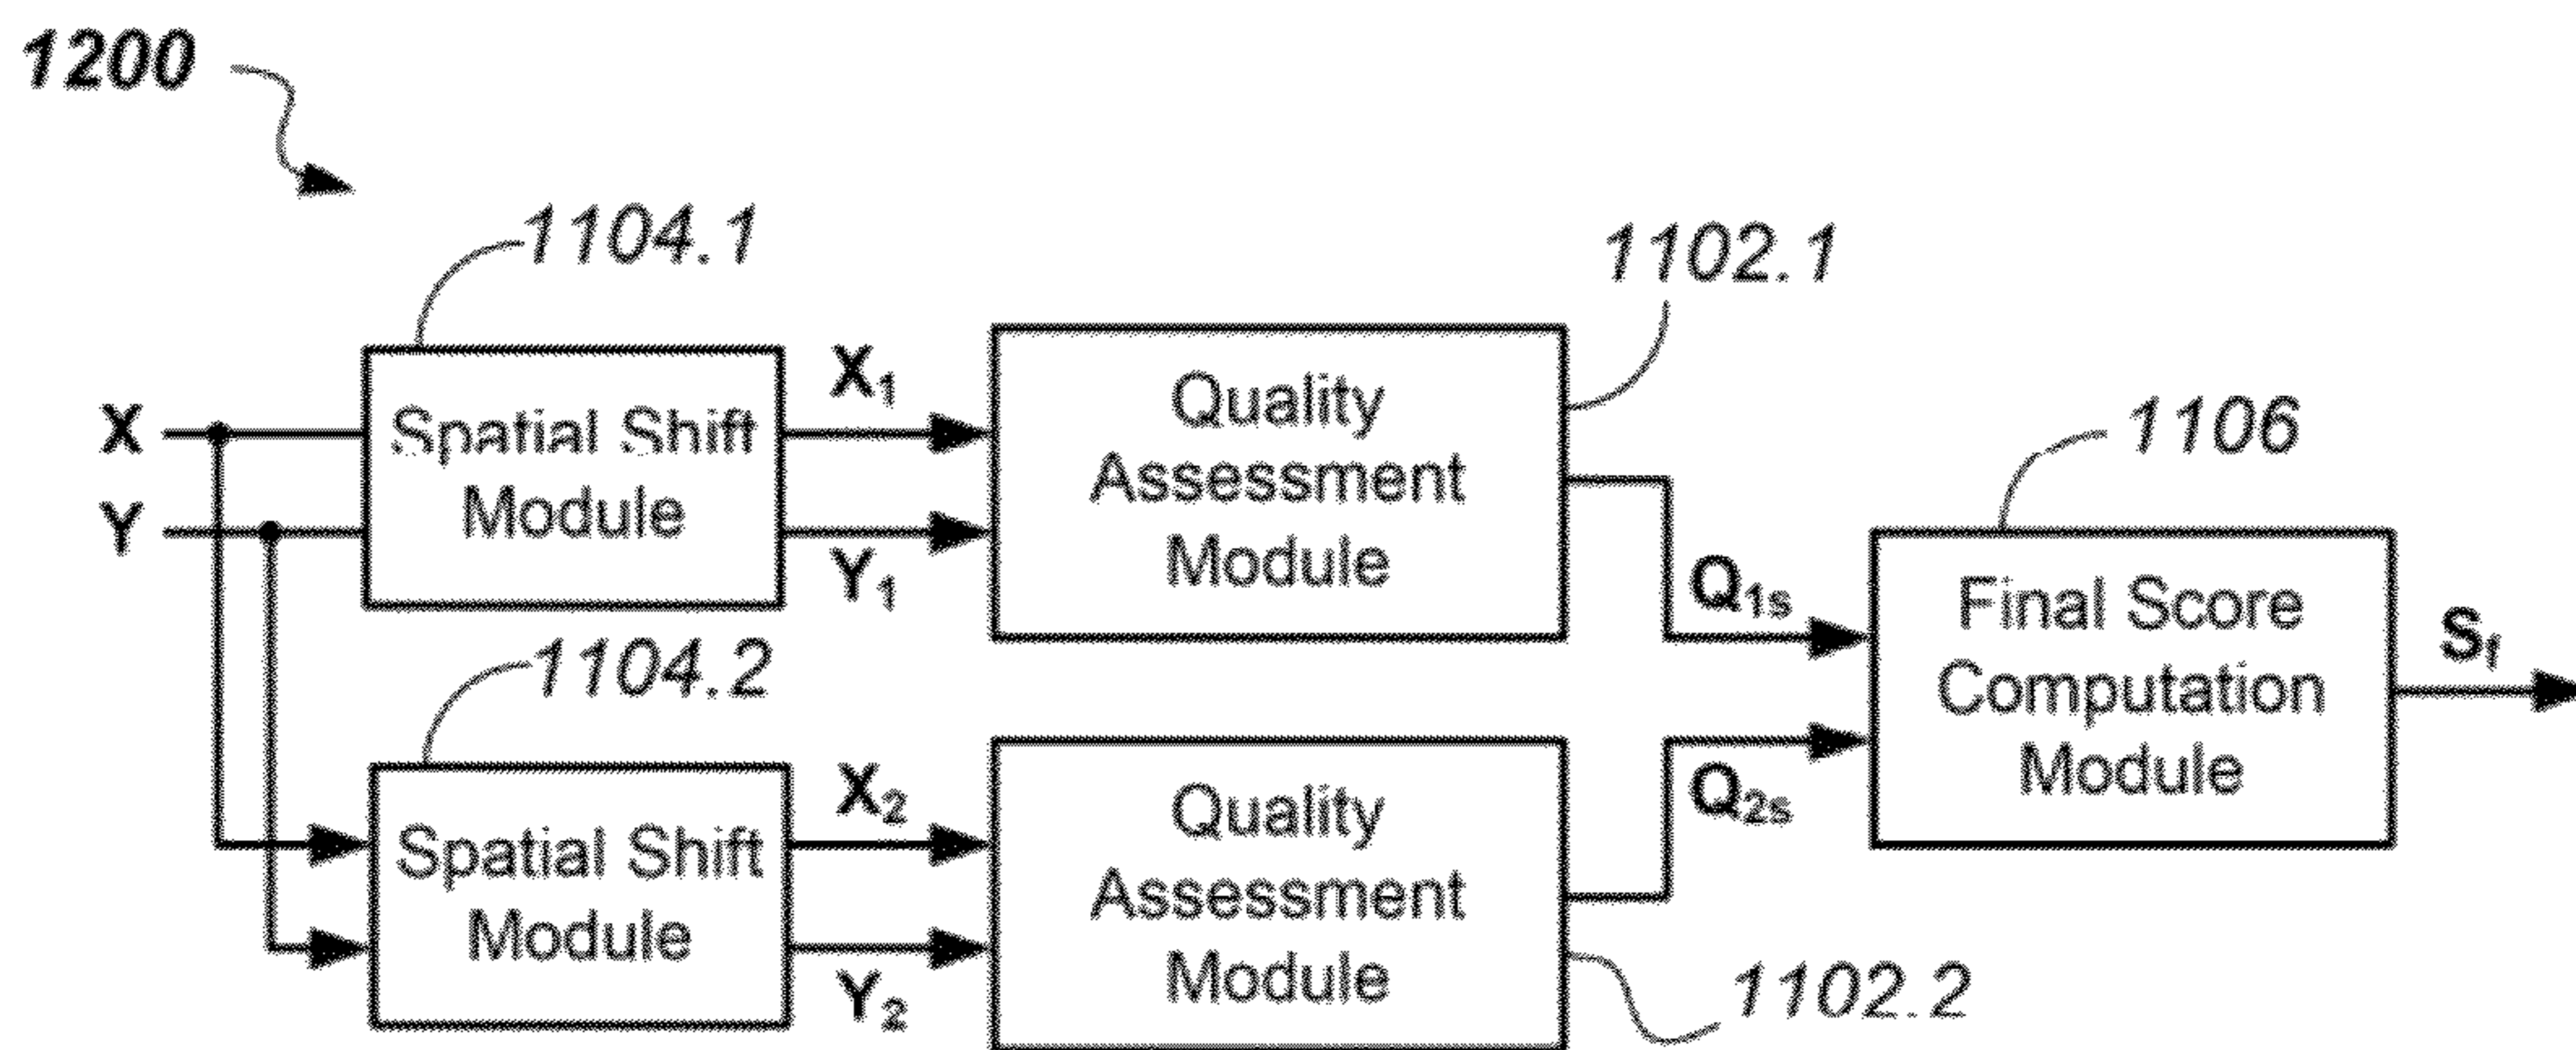 1200
1104.1
1102.1
X
Y
Spatial Shift
Module
X₁
Y₁
Quality
Assessment
Module
1106
Q₁ₛ
Final Score
Computation
Module
S_f
1104.2
Spatial Shift
Module
X₂
Y₂
Quality
Assessment
Module
Q₂ₛ
1102.2